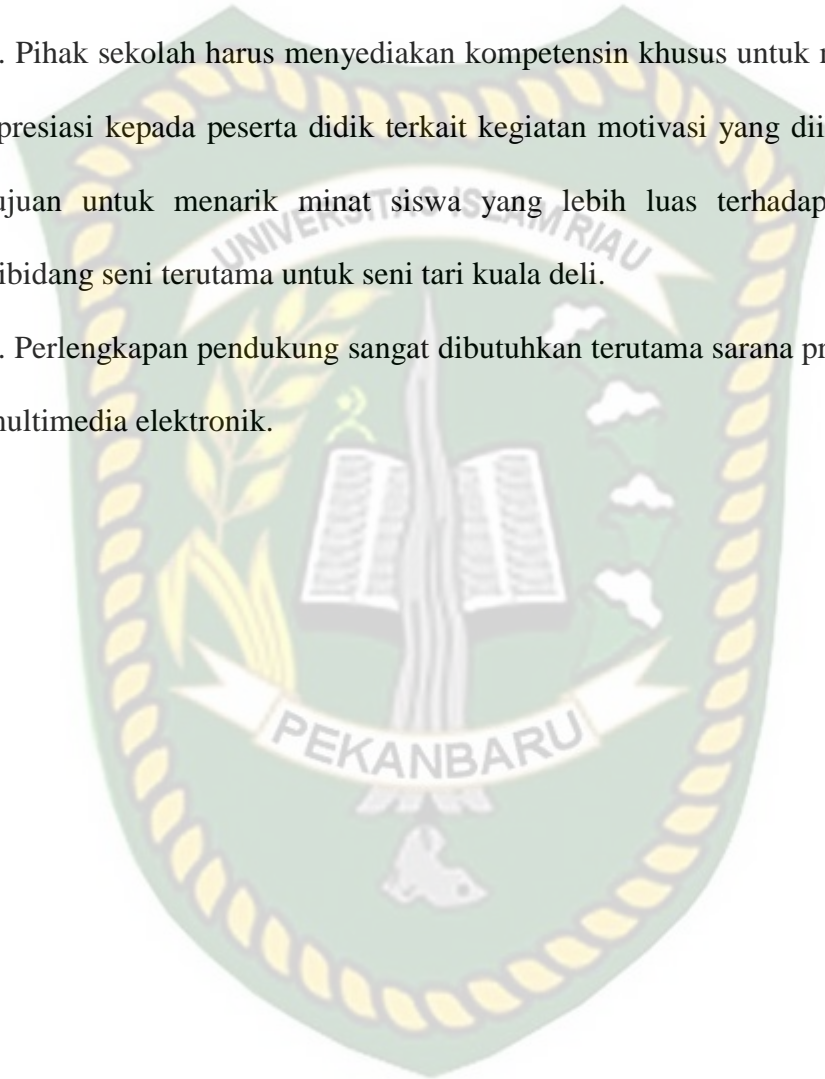 . Pihak sekolah harus menyediakan kompetensin khusus untuk
presiasi kepada peserta didik terkait kegiatan motivasi yang dii
ujuan untuk menarik minat siswa yang lebih luas terhadap
UNIVERSITAS ISLAM RIAU
ibidang seni terutama untuk seni tari kuala deli.
. Perlengkapan pendukung sangat dibutuhkan terutama sarana pr
multimedia elektronik.
PEKANBARU